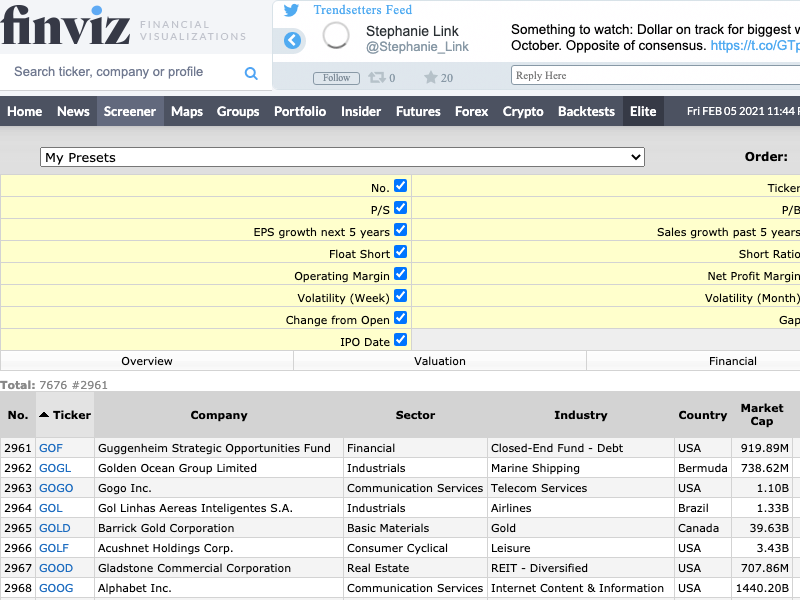 finviz
FINANCIAL
VISUALIZATIONS
Trendsetters Feed
Stephanie Link
@Stephanie_Link
Something to watch: Dollar on track for biggest w
October. Opposite of consensus. https://t.co/GTp
Search ticker, company or profile
Follow 0 20 Reply Here
Home News Screener Maps Groups Portfolio Insider Futures Forex Crypto Backtests Elite Fri FEB 05 2021 11:44 P
My Presets Order:
No. Ticker
P/S P/B
EPS growth next 5 years Sales growth past 5 years
Float Short Short Ratio
Operating Margin Net Profit Margin
Volatility (Week) Volatility (Month)
Change from Open Gap
IPO Date
Overview Valuation Financial
Total: 7676 #2961
No. Ticker Company Sector Industry Country Market Cap
2961 GOF Guggenheim Strategic Opportunities Fund Financial Closed-End Fund - Debt USA 919.89M
2962 GOGL Golden Ocean Group Limited Industrials Marine Shipping Bermuda 738.62M
2963 GOGO Gogo Inc. Communication Services Telecom Services USA 1.10B
2964 GOL Gol Linhas Aereas Inteligentes S.A. Industrials Airlines Brazil 1.33B
2965 GOLD Barrick Gold Corporation Basic Materials Gold Canada 39.63B
2966 GOLF Acushnet Holdings Corp. Consumer Cyclical Leisure USA 3.43B
2967 GOOD Gladstone Commercial Corporation Real Estate REIT - Diversified USA 707.86M
2968 GOOG Alphabet Inc. Communication Services Internet Content & Information USA 1440.20B